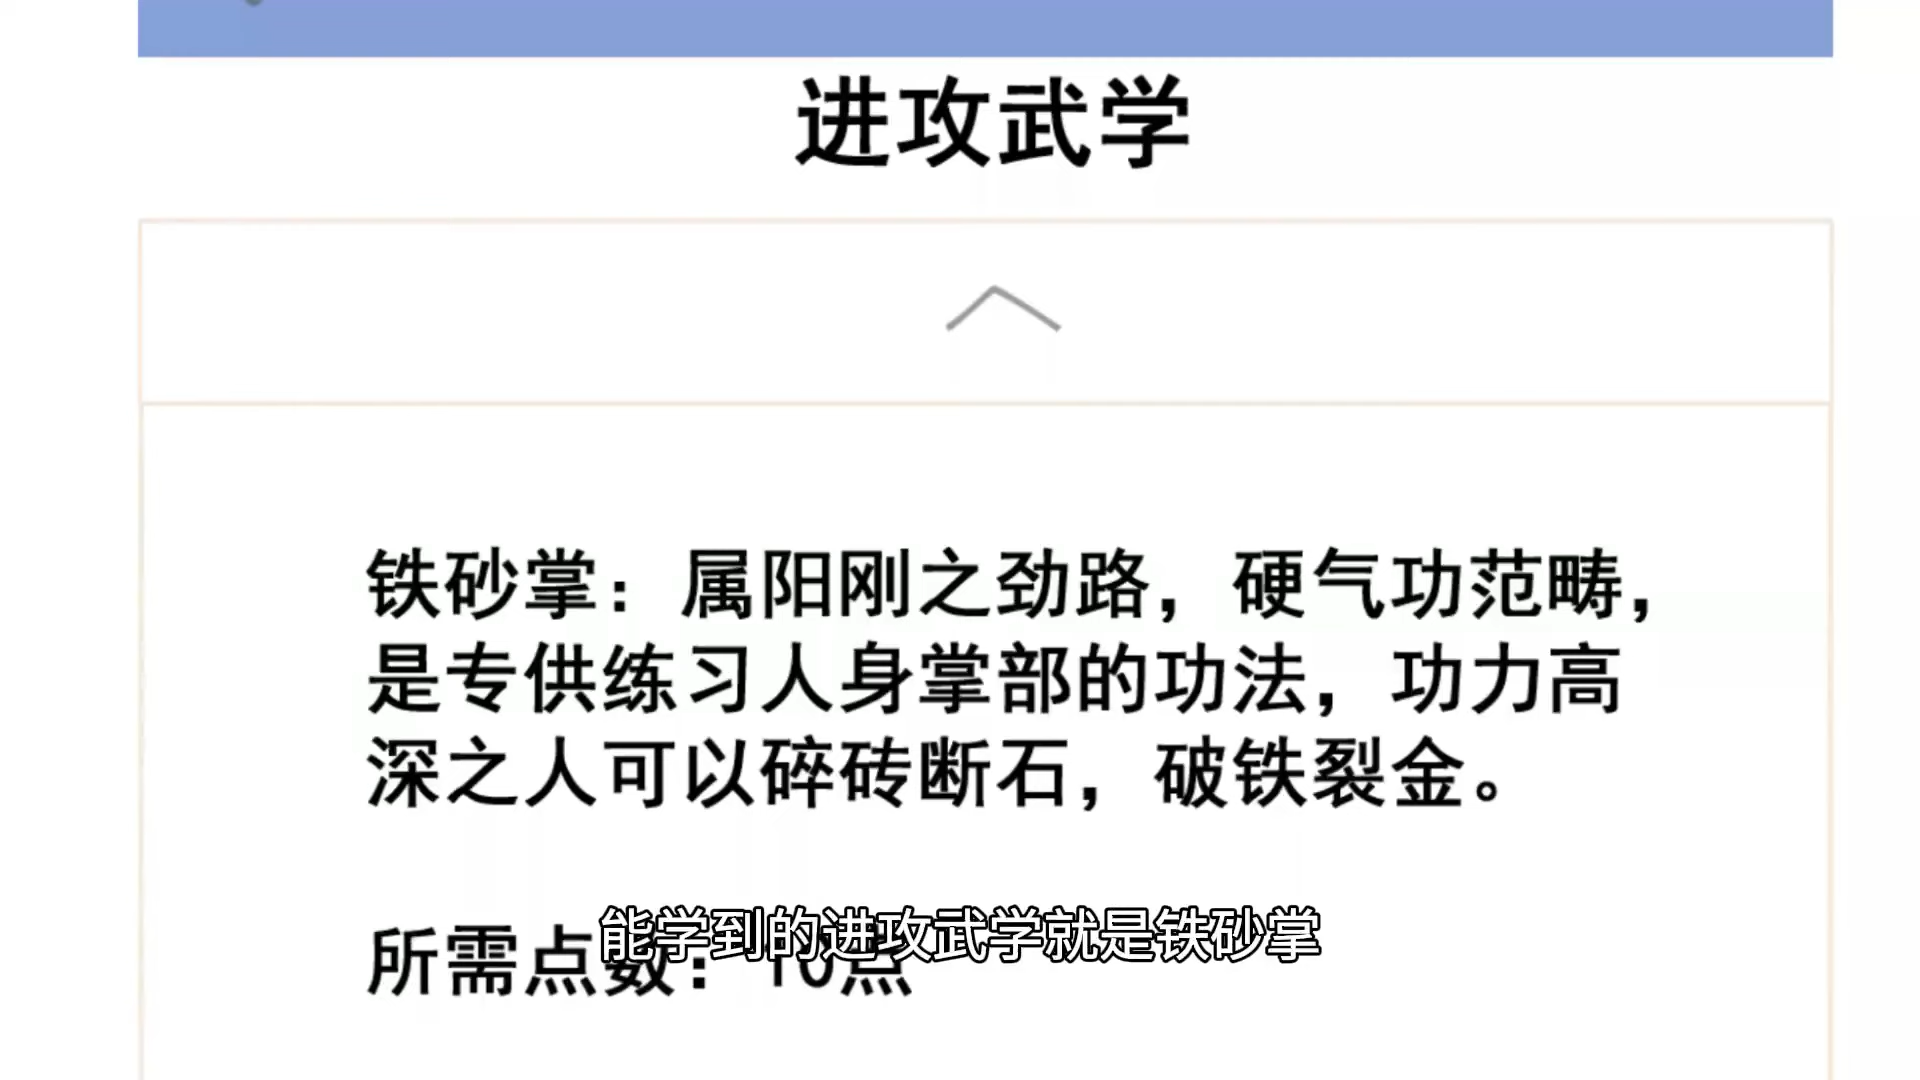 进攻武学
铁砂掌：属阳刚之劲路，硬气功范畴，
是专供练习人身掌部的功法，功力高
深之人可以碎砖断石，破铁裂金。
所需点数：10点
能学到的进攻武学就是铁砂掌